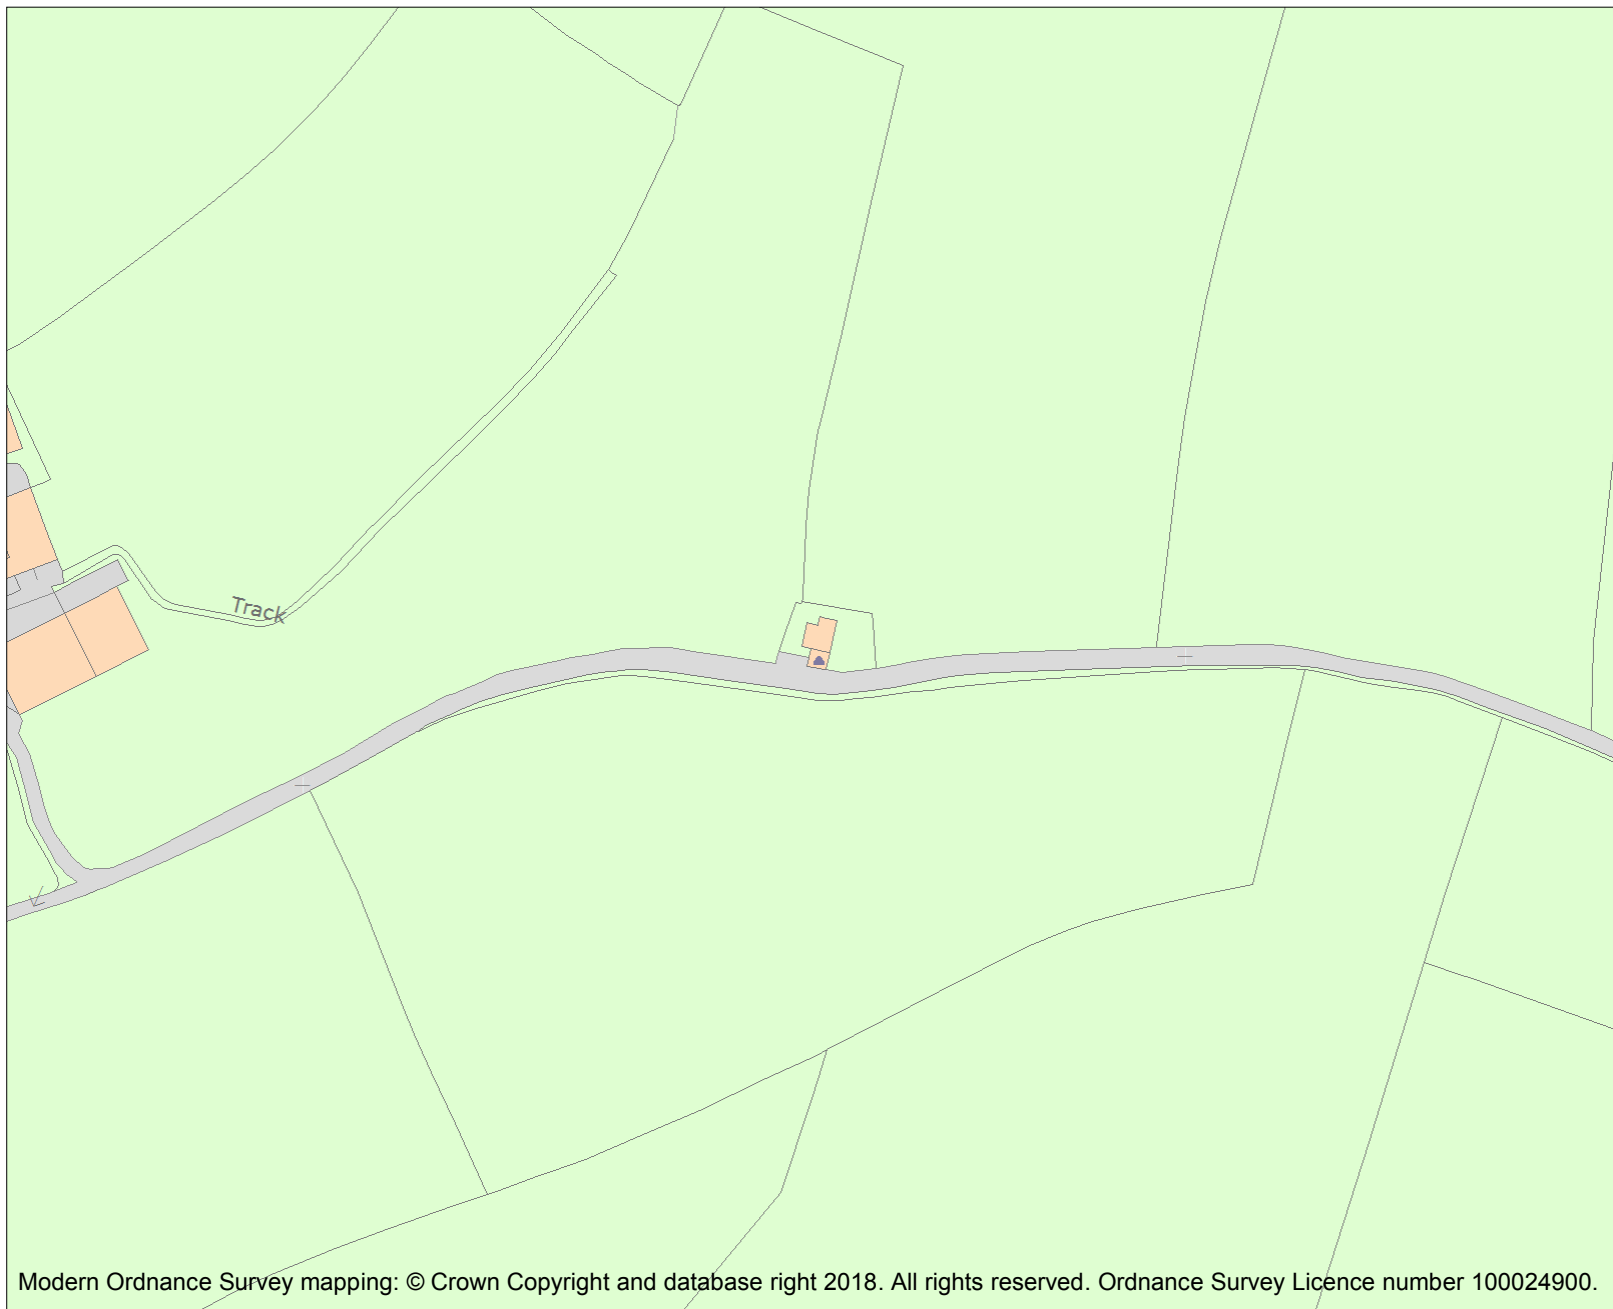 Track
Modern Ordnance Survey mapping: © Crown Copyright and database right 2018. All rights reserved. Ordnance Survey Licence number 100024900.